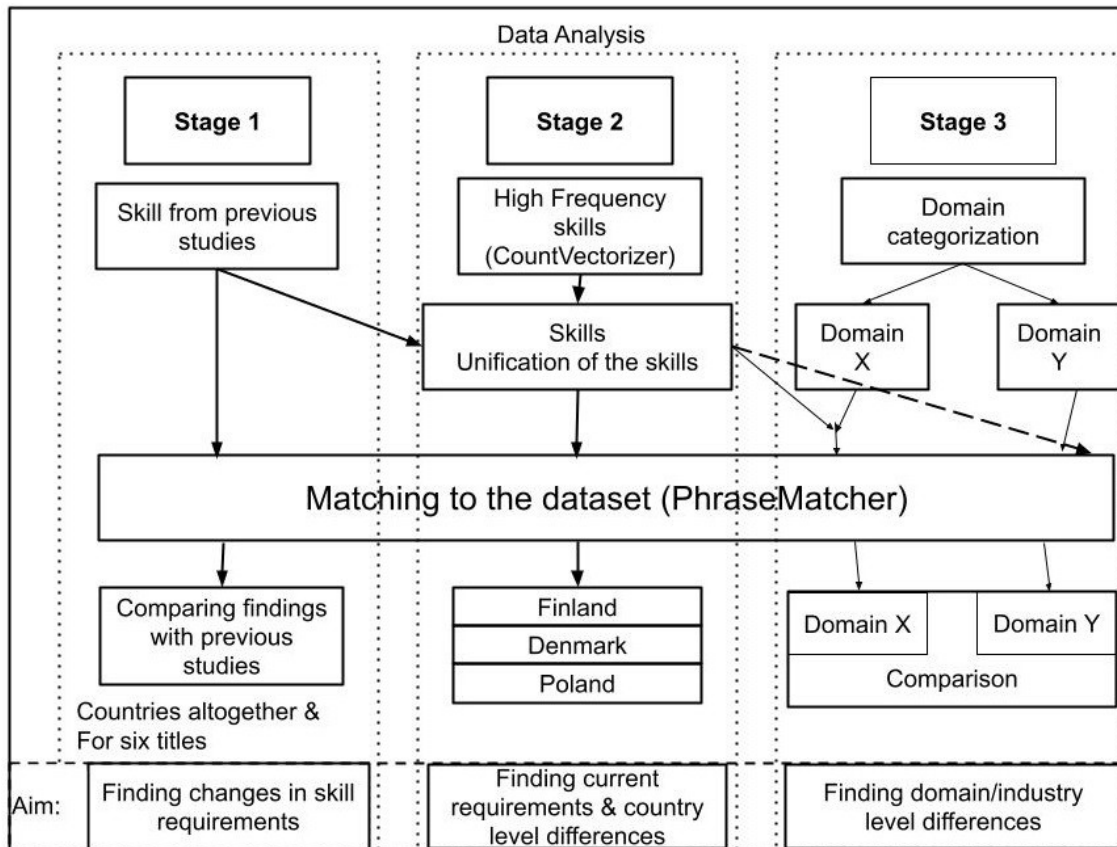 Data Analysis
Stage 1
Stage 2
Stage 3
Skill from previous
studies
High Frequency
skills
(CountVectorizer)
Domain
categorization
Skills
Unification of the skills
Domain
X
Domain
Y
Matching to the dataset (PhraseMatcher)
Comparing findings
with previous
studies
Finland
Denmark
Poland
Domain X
Domain Y
Comparison
Countries altogether &
For six titles
Aim:
Finding changes in skill
requirements
Finding current
requirements & country
level differences
Finding domain/industry
level differences